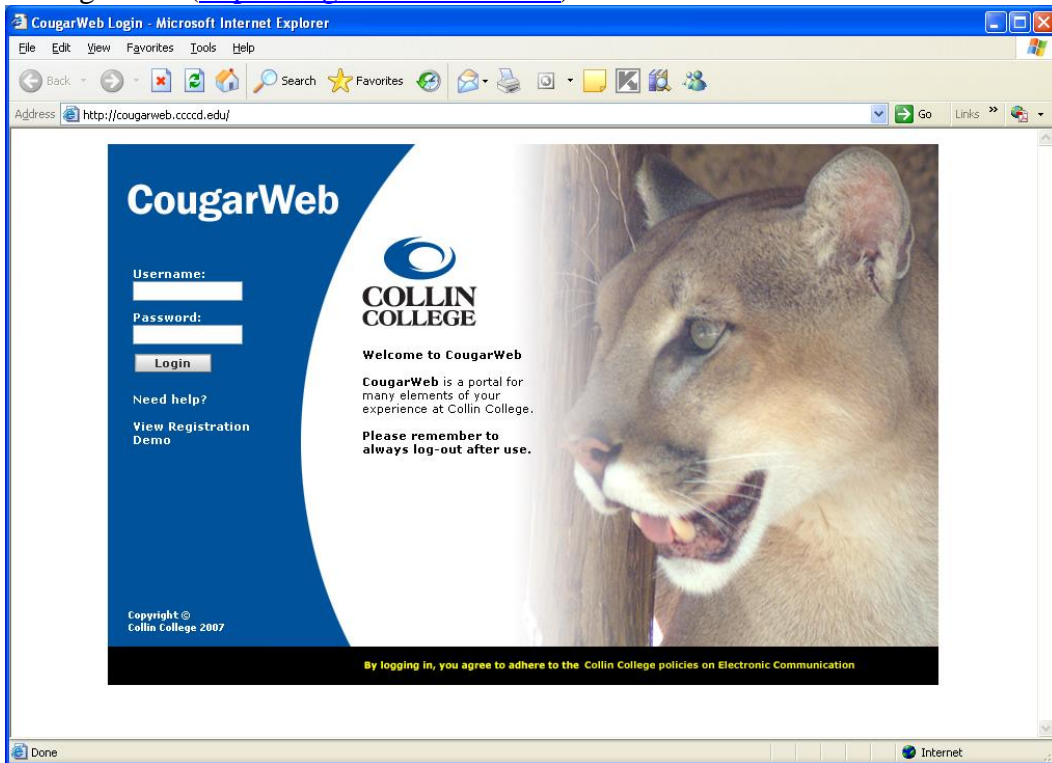 CougarWeb Login - Microsoft Internet Explorer
File Edit View Favorites Tools Help
Back Search Favorites
Address http://cougarweb.ccccd.edu/ Go Links »
CougarWeb
Username:
Password:
Login
Need help?
View Registration
Demo
Copyright ©
Collin College 2007
COLLIN
COLLEGE
Welcome to CougarWeb
CougarWeb is a portal for
many elements of your
experience at Collin College.
Please remember to
always log-out after use.
By logging in, you agree to adhere to the Collin College policies on Electronic Communication
Done Internet